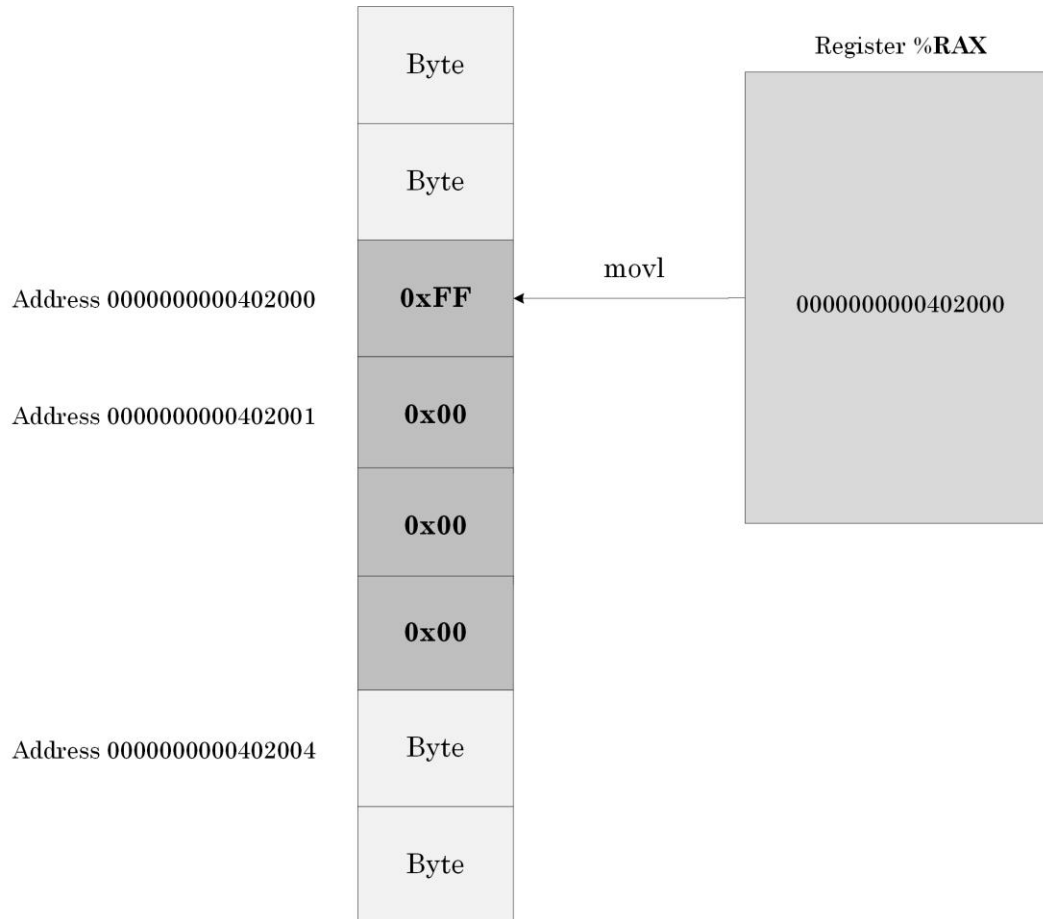 Register %RAX
Byte
Byte
Address 0000000000402000
0xFF
movl
0000000000402000
Address 0000000000402001
0x00
0x00
0x00
Address 0000000000402004
Byte
Byte